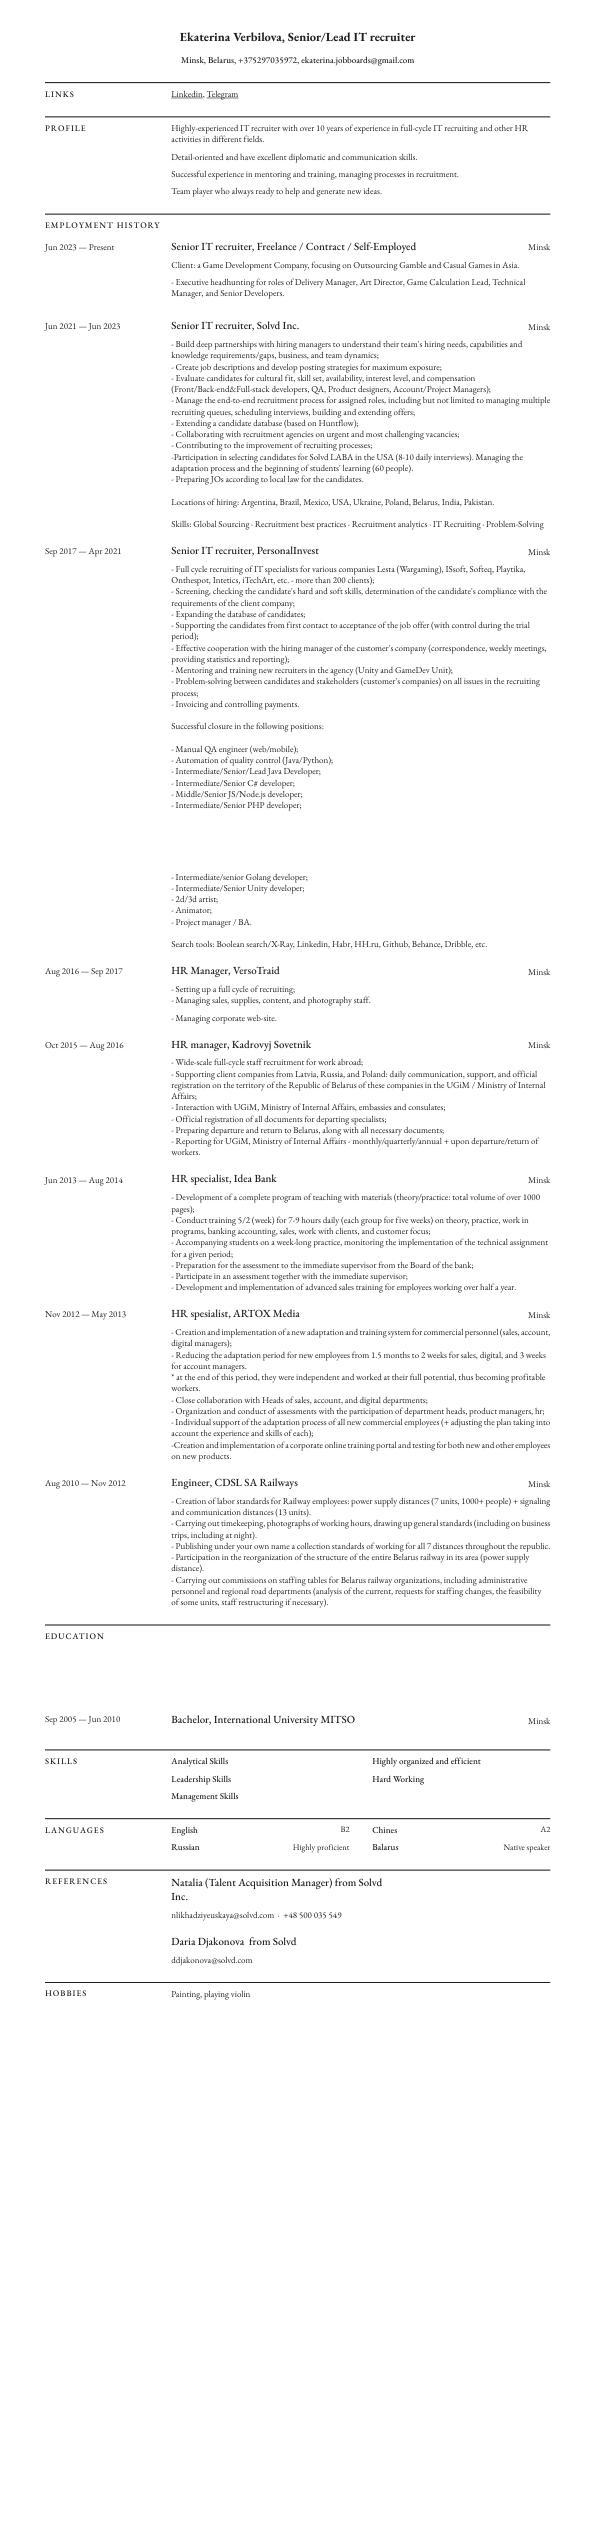 Ekaterina Verbilova, Senior/Lead IT recruiter
Minsk, Belarus, +375297035972, ekaterina.jobboards@gmail.com
LINKS
Linkedin, Telegram
PROFILE
Highly-experienced IT recruiter with over 10 years of experience in full-cycle IT recruiting and other HR
activities in different fields.
Detail-oriented and have excellent diplomatic and communication skills.
Successful experience in mentoring and training, managing processes in recruitment.
Team player who always ready to help and generate new ideas.
EMPLOYMENT HISTORY
Jun 2023 — Present
Senior IT recruiter, Freelance / Contract / Self-Employed
Minsk
Client: a Game Development Company, focusing on Outsourcing Gamble and Casual Games in Asia.
- Executive headhunting for roles of Delivery Manager, Art Director, Game Calculation Lead, Technical
Manager, and Senior Developers.
Jun 2021 — Jun 2023
Senior IT recruiter, Solvd Inc.
Minsk
- Build deep partnerships with hiring managers to understand their team's hiring needs, capabilities and
knowledge requirements/gaps, business, and team dynamics;
- Create job descriptions and develop posting strategies for maximum exposure;
- Evaluate candidates for cultural fit, skill set, availability, interest level, and compensation
(Front/Back-end&Full-stack developers, QA, Product designers, Account/Project Managers);
- Manage the end-to-end recruitment process for assigned roles, including but not limited to managing multiple
recruiting queues, scheduling interviews, building and extending offers;
- Extending a candidate database (based on Huntflow);
- Collaborating with recruitment agencies on urgent and most challenging vacancies;
- Contributing to the improvement of recruiting processes;
-Participation in selecting candidates for Solvd LABA in the USA (8-10 daily interviews). Managing the
adaptation process and the beginning of students' learning (60 people).
- Preparing JOs according to local law for the candidates.
Locations of hiring: Argentina, Brazil, Mexico, USA, Ukraine, Poland, Belarus, India, Pakistan.
Skills: Global Sourcing · Recruitment best practices · Recruitment analytics · IT Recruiting · Problem-Solving
Sep 2017 — Apr 2021
Senior IT recruiter, PersonalInvest
Minsk
- Full cycle recruiting of IT specialists for various companies Lesta (Wargaming), ISsoft, Softeq, Playtika,
Onthespot, Intetics, iTechArt, etc. - more than 200 clients);
- Screening, checking the candidate's hard and soft skills, determination of the candidate's compliance with the
requirements of the client company;
- Expanding the database of candidates;
- Supporting the candidates from first contact to acceptance of the job offer (with control during the trial
period);
- Effective cooperation with the hiring manager of the customer's company (correspondence, weekly meetings,
providing statistics and reporting);
- Mentoring and training new recruiters in the agency (Unity and GameDev Unit);
- Problem-solving between candidates and stakeholders (customer's companies) on all issues in the recruiting
process;
- Invoicing and controlling payments.
Successful closure in the following positions:
- Manual QA engineer (web/mobile);
- Automation of quality control (Java/Python);
- Intermediate/Senior/Lead Java Developer;
- Intermediate/Senior C# developer;
- Middle/Senior JS/Node.js developer;
- Intermediate/Senior PHP developer;
- Intermediate/senior Golang developer;
- Intermediate/Senior Unity developer;
- 2d/3d artist;
- Animator;
- Project manager / BA.
Search tools: Boolean search/X-Ray, Linkedin, Habr, HH.ru, Github, Behance, Dribble, etc.
Aug 2016 — Sep 2017
HR Manager, VersoTraid
Minsk
- Setting up a full cycle of recruiting;
- Managing sales, supplies, content, and photography staff.
- Managing corporate web-site.
Oct 2015 — Aug 2016
HR manager, Kadrovyj Sovetnik
Minsk
- Wide-scale full-cycle staff recruitment for work abroad;
- Supporting client companies from Latvia, Russia, and Poland: daily communication, support, and official
registration on the territory of the Republic of Belarus of these companies in the UGiM / Ministry of Internal
Affairs;
- Interaction with UGiM, Ministry of Internal Affairs, embassies and consulates;
- Official registration of all documents for departing specialists;
- Preparing departure and return to Belarus, along with all necessary documents;
- Reporting for UGiM, Ministry of Internal Affairs - monthly/quarterly/annual + upon departure/return of
workers.
Jun 2013 — Aug 2014
HR specialist, Idea Bank
Minsk
- Development of a complete program of teaching with materials (theory/practice: total volume of over 1000
pages);
- Conduct training 5/2 (week) for 7-9 hours daily (each group for five weeks) on theory, practice, work in
programs, banking accounting, sales, work with clients, and customer focus;
- Accompanying students on a week-long practice, monitoring the implementation of the technical assignment
for a given period;
- Preparation for the assessment to the immediate supervisor from the Board of the bank;
- Participate in an assessment together with the immediate supervisor;
- Development and implementation of advanced sales training for employees working over half a year.
Nov 2012 — May 2013
HR spesialist, ARTOX Media
Minsk
- Creation and implementation of a new adaptation and training system for commercial personnel (sales, account,
digital managers);
- Reducing the adaptation period for new employees from 1.5 months to 2 weeks for sales, digital, and 3 weeks
for account managers.
* at the end of this period, they were independent and worked at their full potential, thus becoming profitable
workers.
- Close collaboration with Heads of sales, account, and digital departments;
- Organization and conduct of assessments with the participation of department heads, product managers, hr;
- Individual support of the adaptation process of all new commercial employees (+ adjusting the plan taking into
account the experience and skills of each);
-Creation and implementation of a corporate online training portal and testing for both new and other employees
on new products.
Aug 2010 — Nov 2012
Engineer, CDSL SA Railways
Minsk
- Creation of labor standards for Railway employees: power supply distances (7 units, 1000+ people) + signaling
and communication distances (13 units).
- Carrying out timekeeping, photographs of working hours, drawing up general standards (including on business
trips, including at night).
- Publishing under your own name a collection standards of working for all 7 distances throughout the republic.
- Participation in the reorganization of the structure of the entire Belarus railway in its area (power supply
distance).
- Carrying out commissions on staffing tables for Belarus railway organizations, including administrative
personnel and regional road departments (analysis of the current, requests for staffing changes, the feasibility
of some units, staff restructuring if necessary).
EDUCATION
Sep 2005 — Jun 2010
Bachelor, International University MITSO
Minsk
SKILLS
Analytical Skills
Highly organized and efficient
Leadership Skills
Hard Working
Management Skills
LANGUAGES
English B2
Chines A2
Russian Highly proficient
Balarus Native speaker
REFERENCES
Natalia (Talent Acquisition Manager) from Solvd
Inc.
nlikhadziyeuskaya@solvd.com · +48 500 035 549
Daria Djakonova from Solvd
ddjakonova@solvd.com
HOBBIES
Painting, playing violin